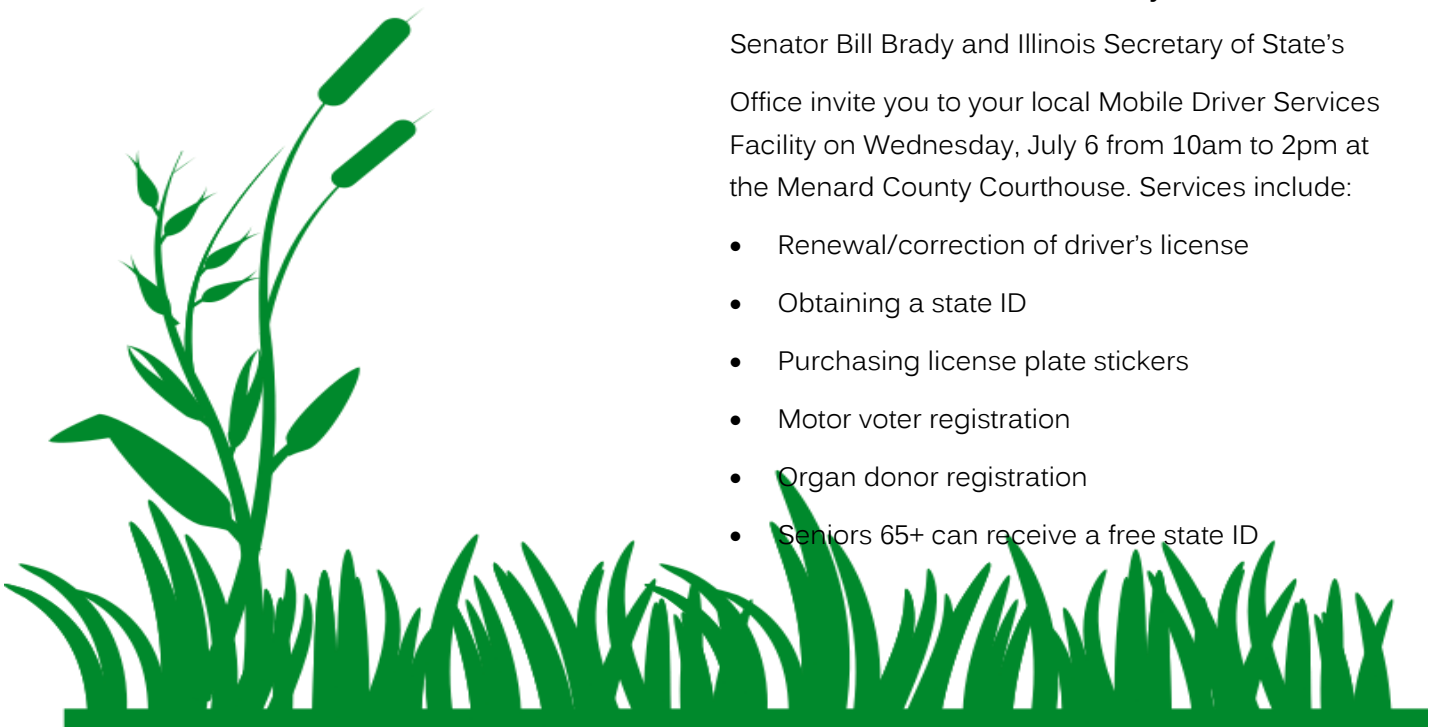 Senator Bill Brady and Illinois Secretary of State’s
Office invite you to your local Mobile Driver Services
Facility on Wednesday, July 6 from 10am to 2pm at
the Menard County Courthouse. Services include:
• Renewal/correction of driver’s license
• Obtaining a state ID
• Purchasing license plate stickers
• Motor voter registration
• Organ donor registration
• Seniors 65+ can receive a free state ID